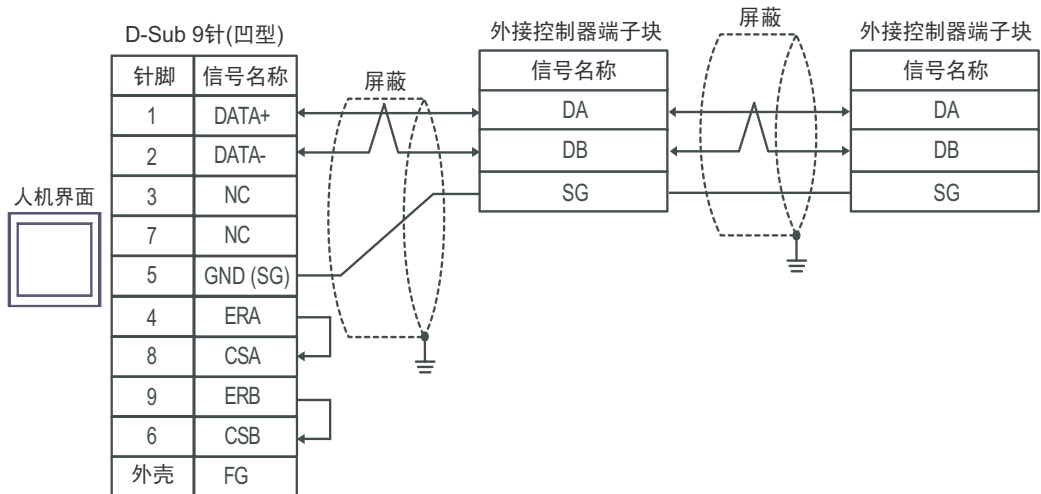 D-Sub 9针(凹型)
针脚 信号名称
1 DATA+
2 DATA-
3 NC
7 NC
5 GND (SG)
4 ERA
8 CSA
9 ERB
6 CSB
外壳 FG
人机界面
屏蔽
外接控制器端子块
信号名称
DA
DB
SG
屏蔽
外接控制器端子块
信号名称
DA
DB
SG